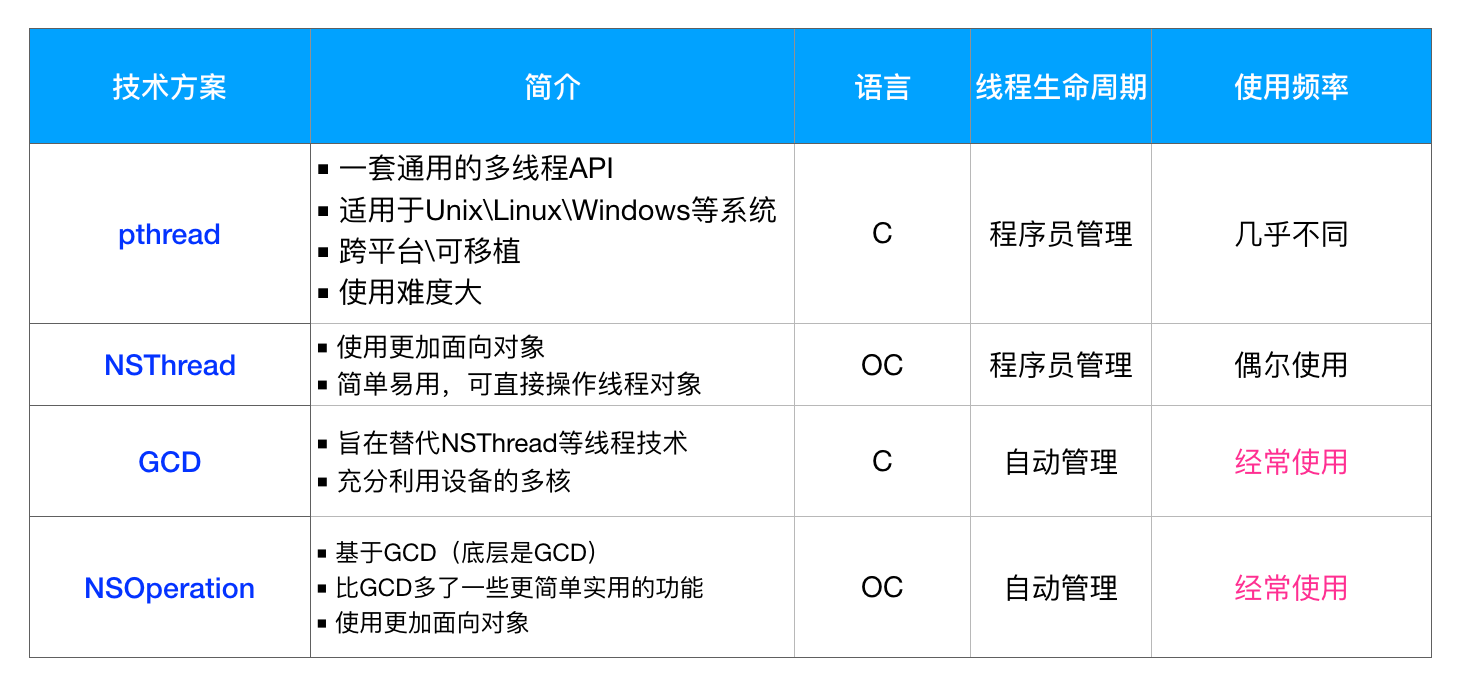 技术方案 简介 语言 线程生命周期 使用频率
pthread
■ 一套通用的多线程API
■ 适用于Unix\Linux\Windows等系统
■ 跨平台\可移植
■ 使用难度大
C 程序员管理 几乎不同
NSThread
■ 使用更加面向对象
■ 简单易用，可直接操作线程对象
OC 程序员管理 偶尔使用
GCD
■ 旨在替代NSThread等线程技术
■ 充分利用设备的多核
C 自动管理 经常使用
NSOperation
■ 基于GCD（底层是GCD）
■ 比GCD多了一些更简单实用的功能
■ 使用更加面向对象
OC 自动管理 经常使用